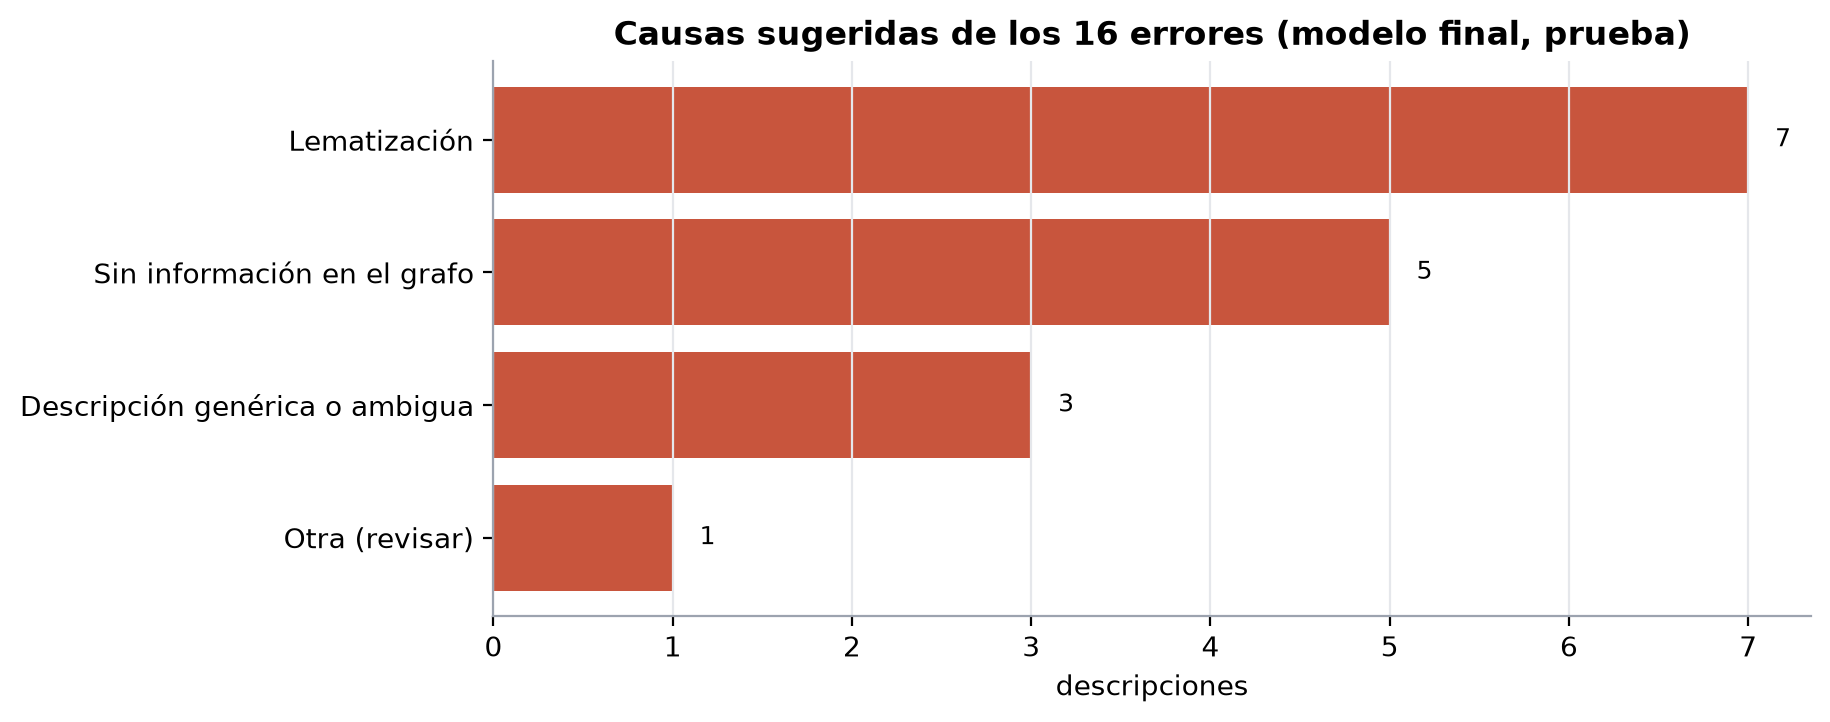 Causas sugeridas de los 16 errores (modelo final, prueba)
Lematización
7
Sin información en el grafo
5
Descripción genérica o ambigua
3
Otra (revisar)
1
0 1 2 3 4 5 6 7
descripciones